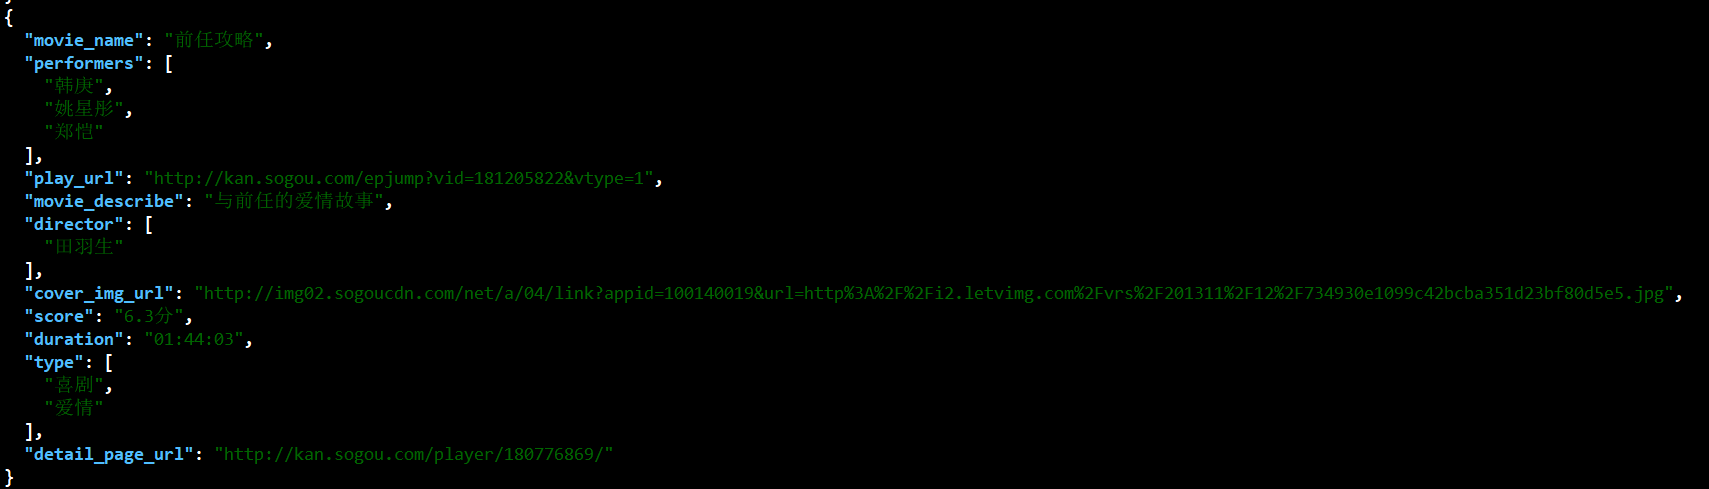 }
{
  "movie_name": "前任攻略",
  "performers": [
    "韩庚",
    "姚星彤",
    "郑恺"
  ],
  "play_url": "http://kan.sogou.com/epjump?vid=181205822&vtype=1",
  "movie_describe": "与前任的爱情故事",
  "director": [
    "田羽生"
  ],
  "cover_img_url": "http://img02.sogoucdn.com/net/a/04/link?appid=100140019&url=http%3A%2F%2Fi2.letvimg.com%2Fvrs%2F201311%2F12%2F734930e1099c42bcba351d23bf80d5e5.jpg",
  "score": "6.3分",
  "duration": "01:44:03",
  "type": [
    "喜剧",
    "爱情"
  ],
  "detail_page_url": "http://kan.sogou.com/player/180776869/"
}